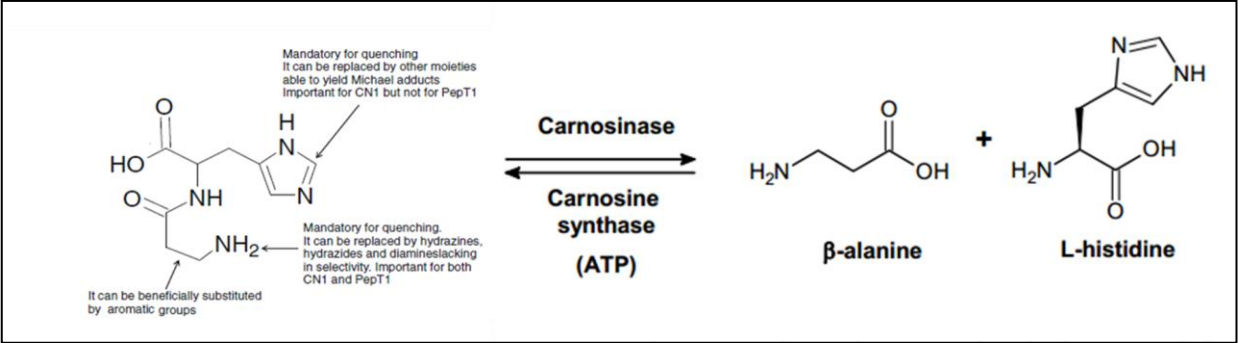 Mandatory for quenching
It can be replaced by other moieties
able to yield Michael adducts
Important for CN1 but not for PepT1
O
HO
NH
H
N
N
O
NH2
Mandatory for quenching.
It can be replaced by hydrazines,
hydrazides and diamineslacking
in selectivity. Important for both
CN1 and PepT1
It can be beneficially substituted
by aromatic groups
Carnosinase
Carnosine
synthase
(ATP)
H2N
O
OH
β-alanine
+
N
NH
H2N
OH
O
L-histidine